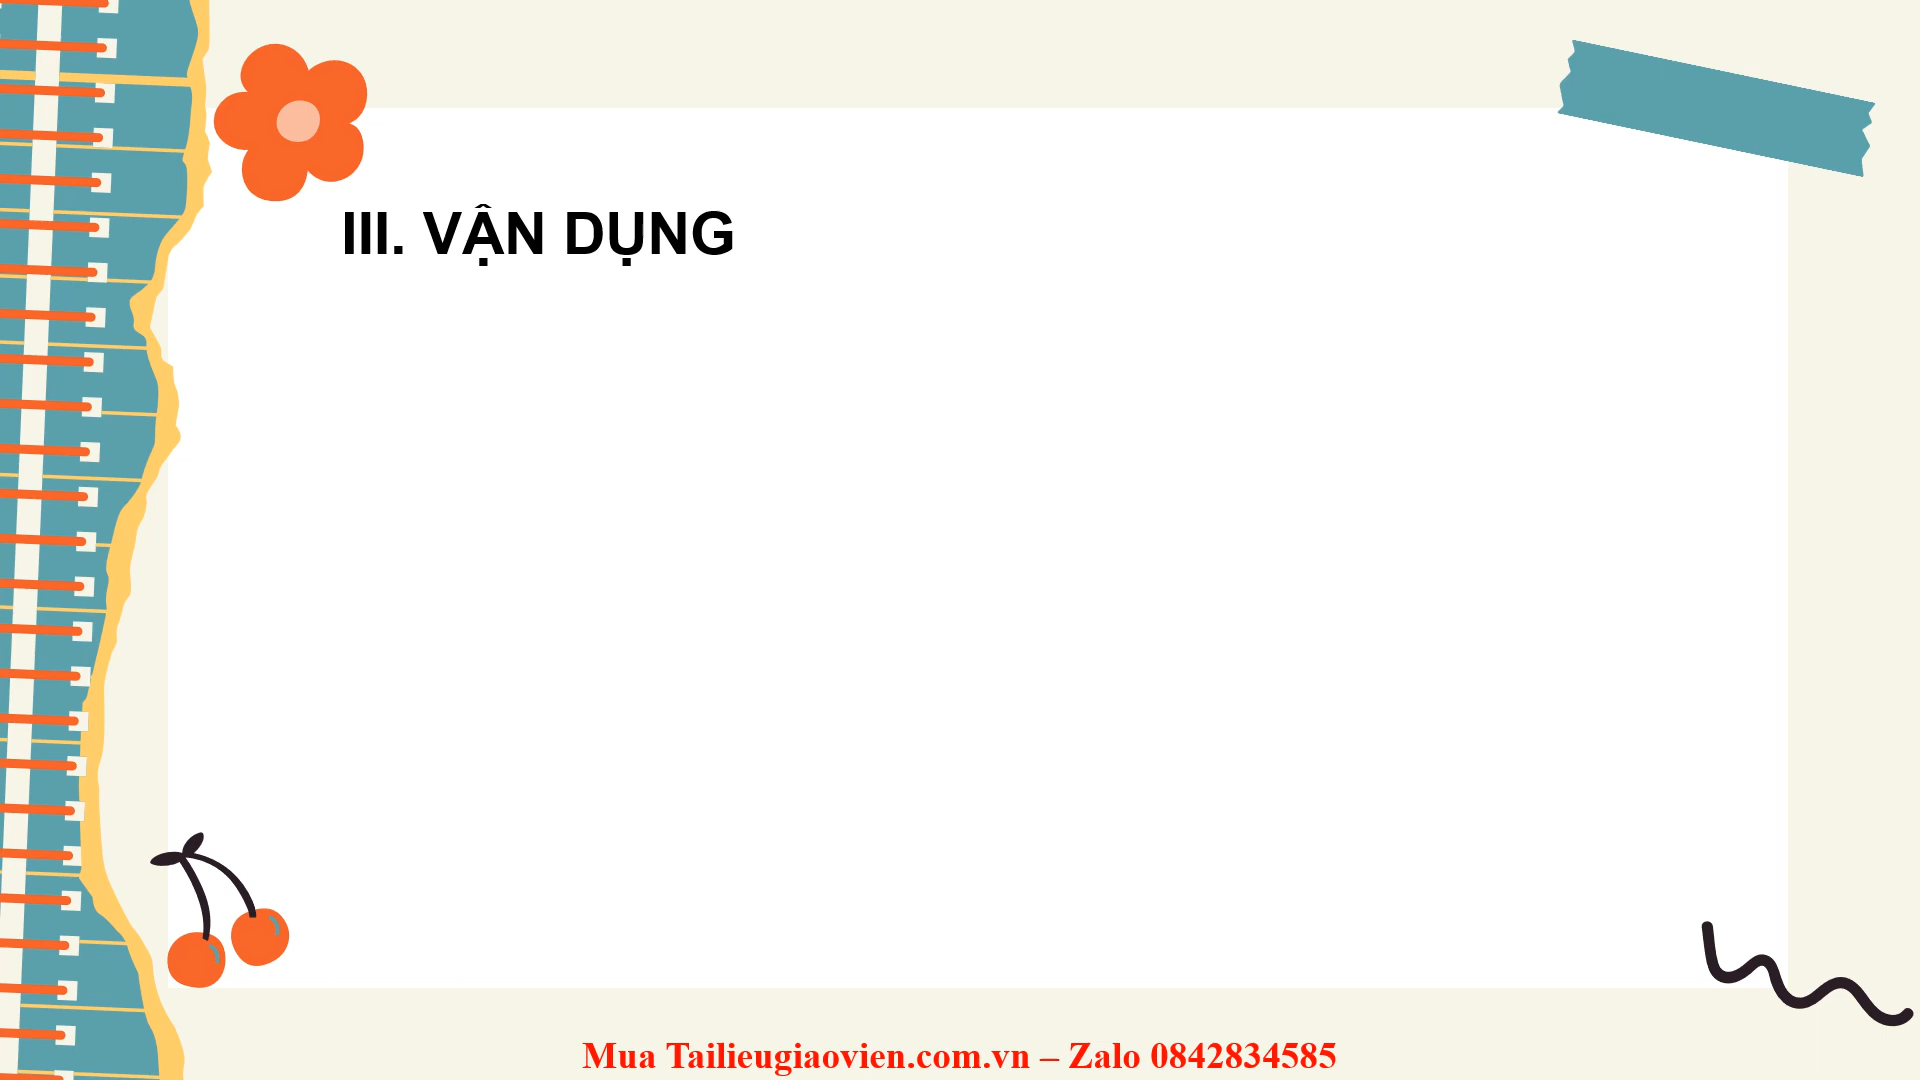 III. VẬN DỤNG
Mua Tailieugiaovien.com.vn – Zalo 0842834585